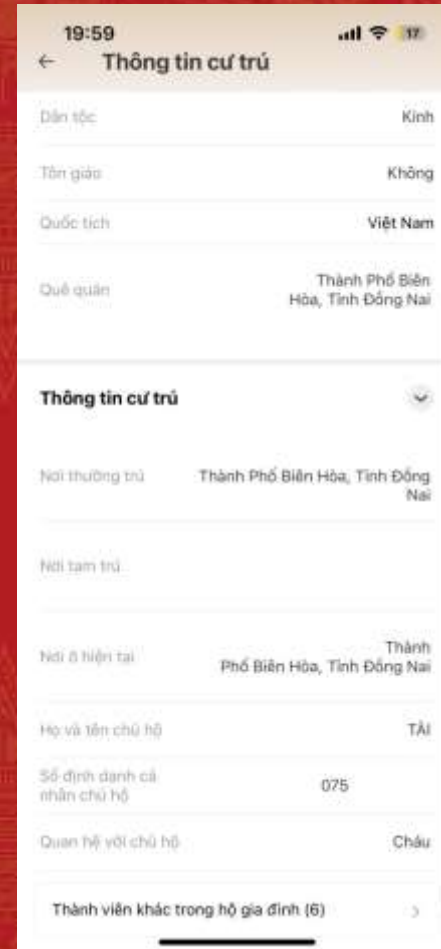 19:59
17
← Thông tin cư trú
Dân tộc Kinh
Tôn giáo Không
Quốc tịch Việt Nam
Quê quán Thành Phố Biên
Hòa, Tỉnh Đồng Nai
Thông tin cư trú
Nơi thường trú Thành Phố Biên Hòa, Tỉnh Đồng
Nai
Nơi tạm trú
Nơi ở hiện tại Thành
Phố Biên Hòa, Tỉnh Đồng Nai
Họ và tên chủ hộ TÀI
Số định danh cá
nhân chủ hộ 075
Quan hệ với chủ hộ Cháu
Thành viên khác trong hộ gia đình (6)